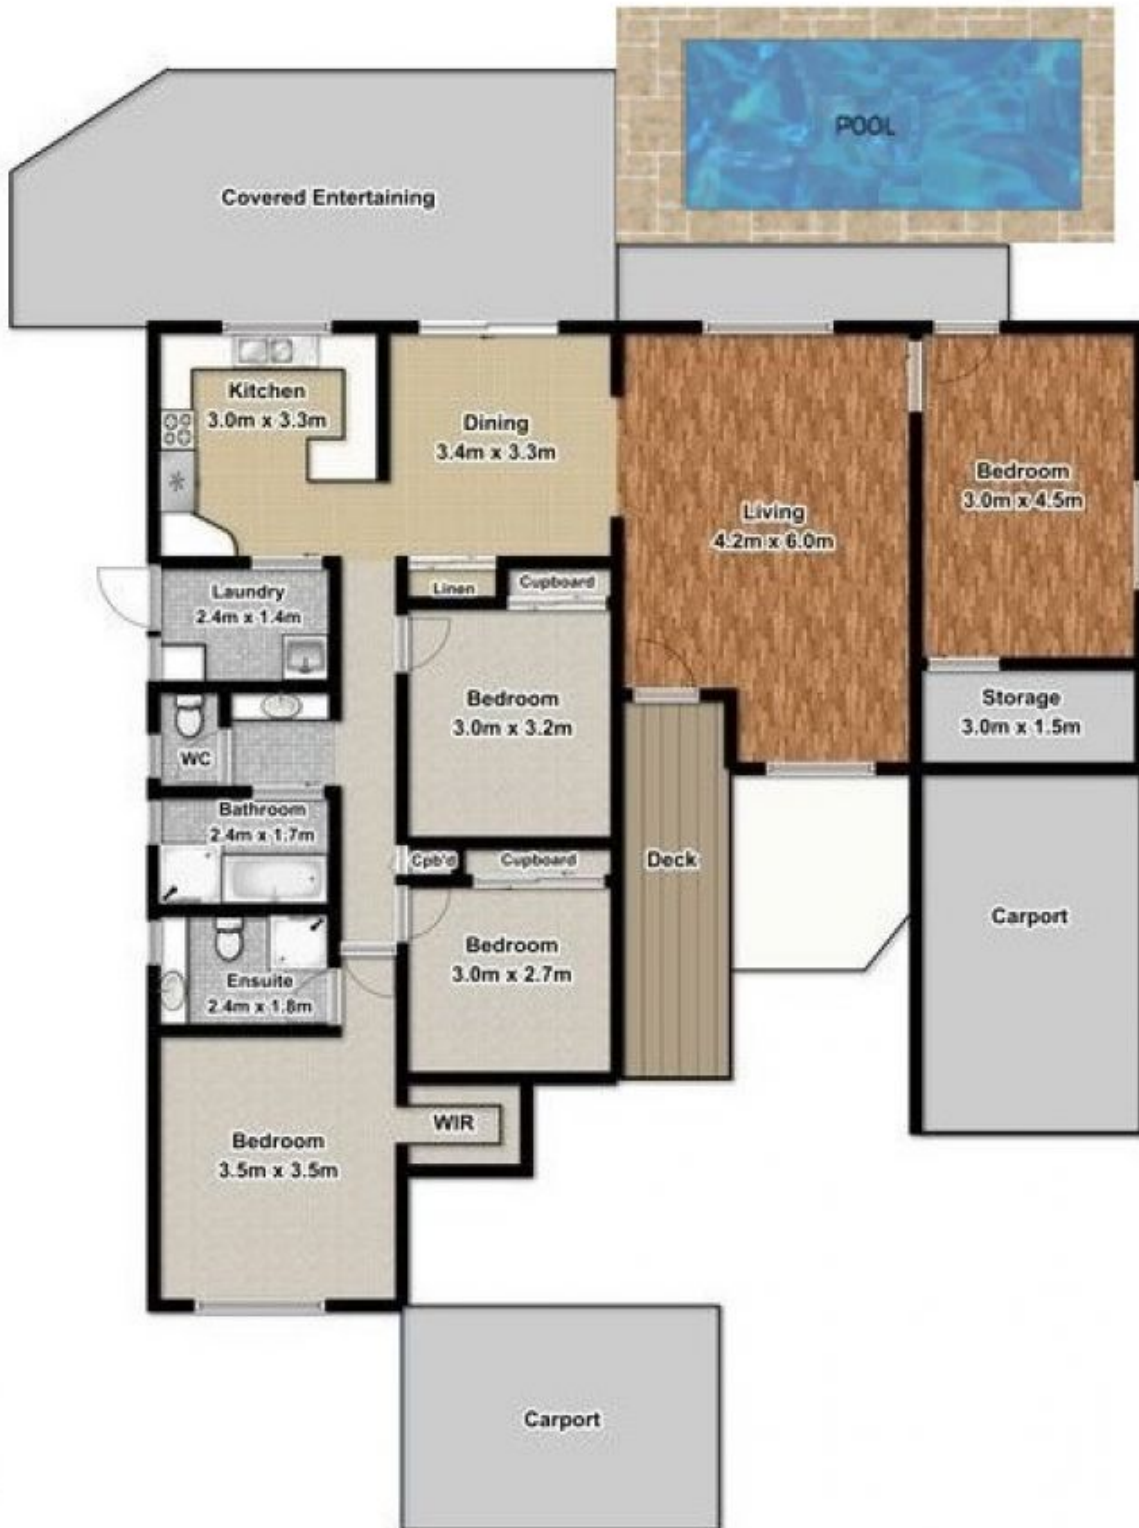 POOL
Covered Entertaining
Kitchen
3.0m x 3.3m
Dining
3.4m x 3.3m
Living
4.2m x 6.0m
Bedroom
3.0m x 4.5m
Laundry
2.4m x 1.4m
Linen
Cupboard
Bedroom
3.0m x 3.2m
Storage
3.0m x 1.5m
WC
Bathroom
2.4m x 1.7m
Cpb'd
Cupboard
Deck
Carport
Bedroom
3.0m x 2.7m
Ensuite
2.4m x 1.8m
WIR
Bedroom
3.5m x 3.5m
Carport